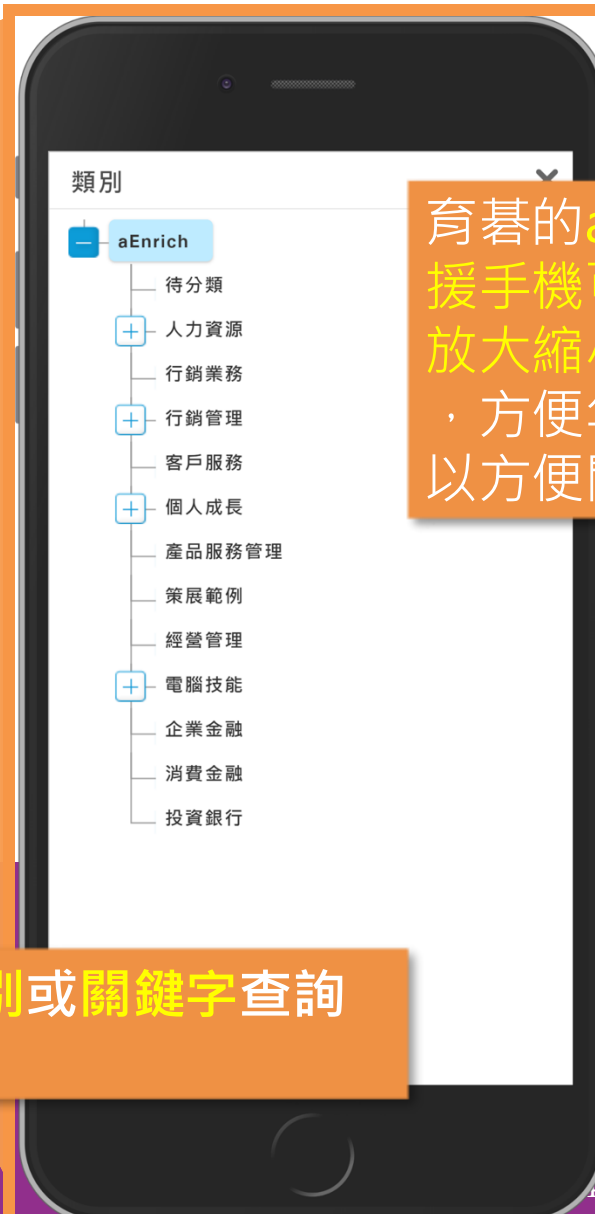 類別
aEnrich
待分類
人力資源
行銷業務
行銷管理
客戶服務
個人成長
產品服務管理
策展範例
經營管理
電腦技能
企業金融
消費金融
投資銀行
育碁的a
援手機
放大縮
，方便
以方便
別或關鍵字查詢